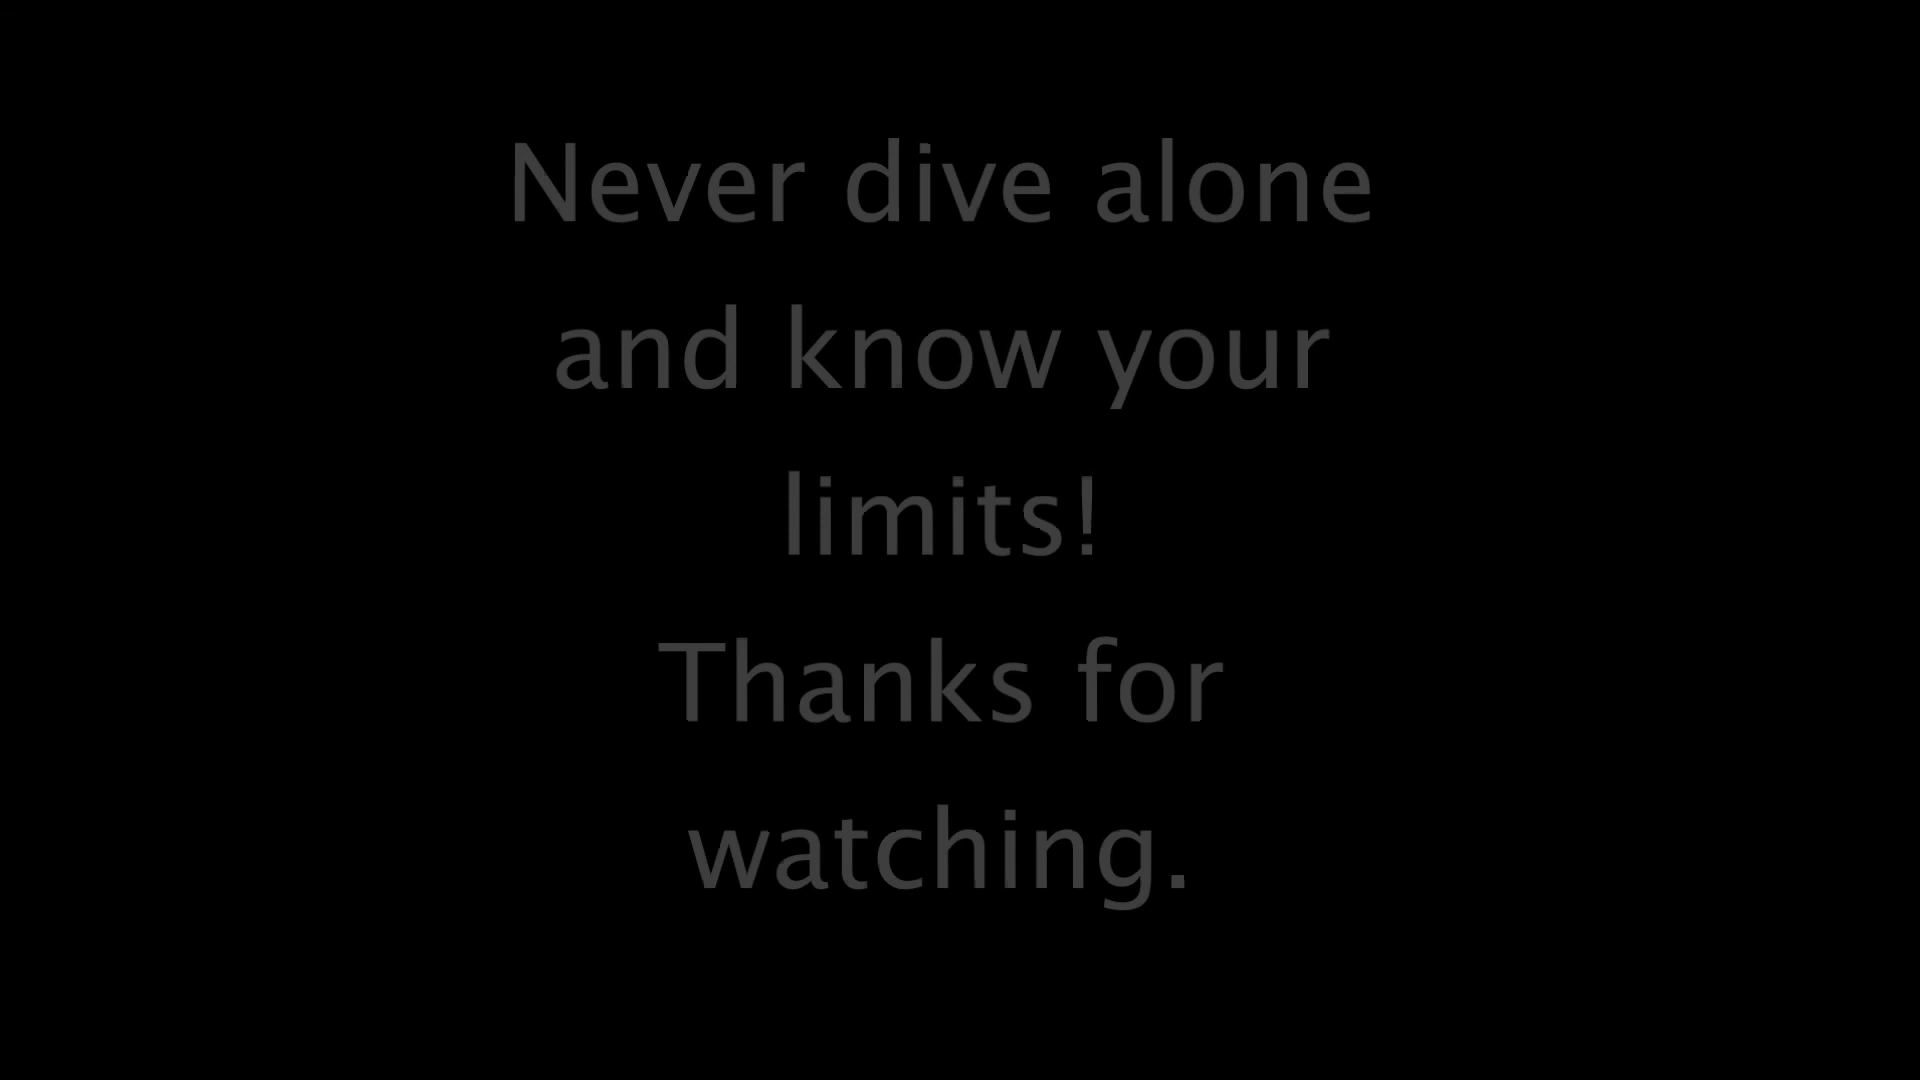 Never dive alone
and know your
limits!
Thanks for
watching.